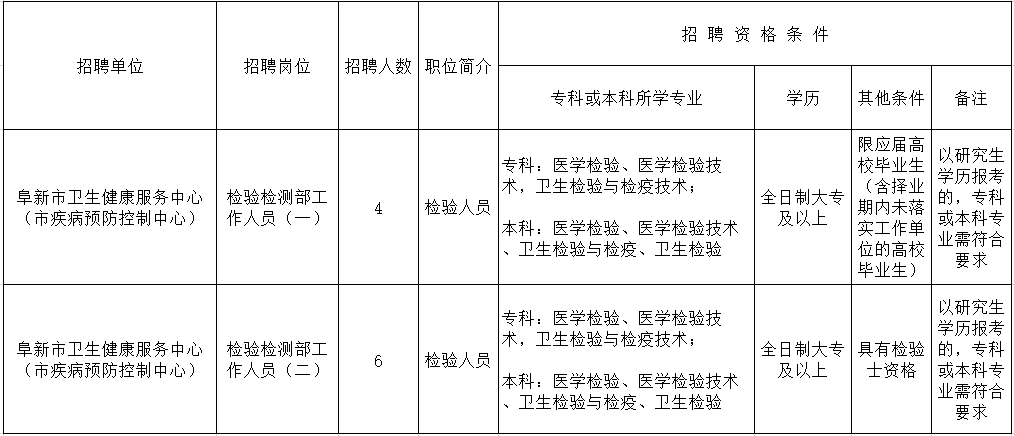 招聘单位
招聘岗位
招聘人数
职位简介
招 聘 资 格 条 件
专科或本科所学专业
学历
其他条件
备注
阜新市卫生健康服务中心
（市疾病预防控制中心）
检验检测部工
作人员（一）
4
检验人员
专科：医学检验、医学检验技
术，卫生检验与检疫技术；
本科：医学检验、医学检验技术
、卫生检验与检疫、卫生检验
全日制大专
及以上
限应届高
校毕业生
（含择业
期内未落
实工作单
位的高校
毕业生）
以研究生
学历报考
的，专科
或本科专
业需符合
要求
阜新市卫生健康服务中心
（市疾病预防控制中心）
检验检测部工
作人员（二）
6
检验人员
专科：医学检验、医学检验技
术，卫生检验与检疫技术；
本科：医学检验、医学检验技术
、卫生检验与检疫、卫生检验
全日制大专
及以上
具有检验
士资格
以研究生
学历报考
的，专科
或本科专
业需符合
要求